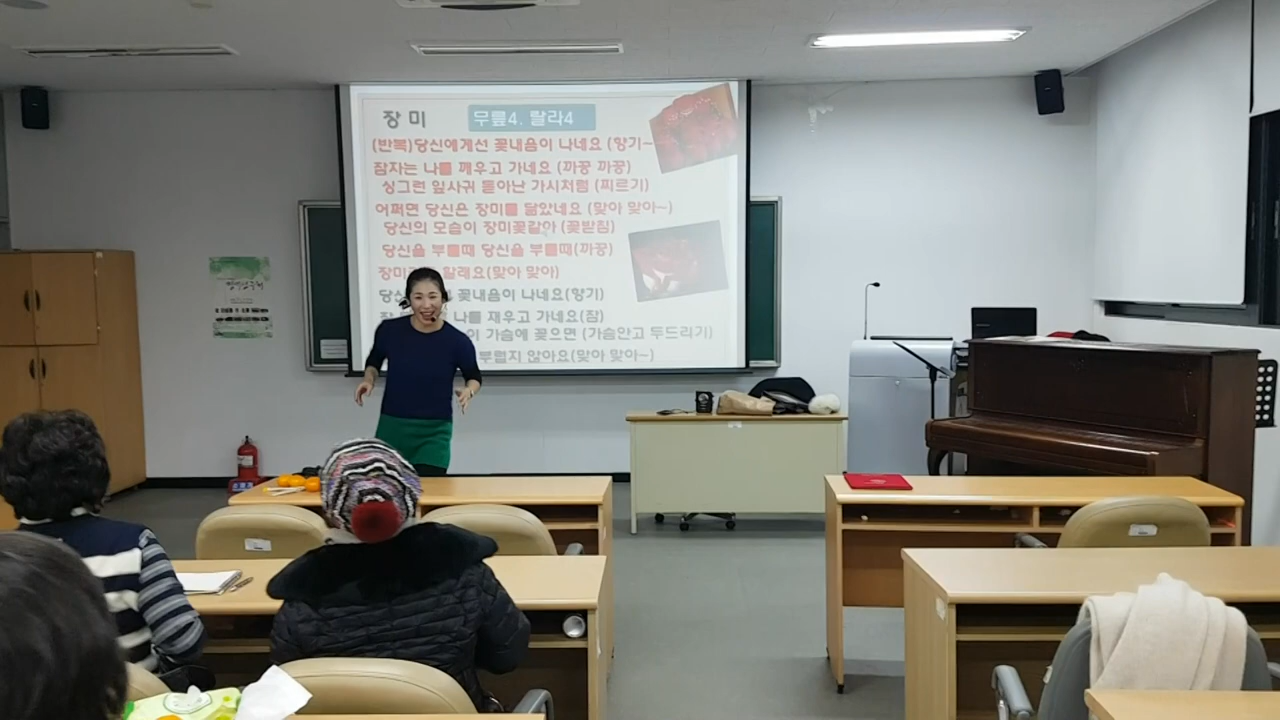 장미 무릎4. 랄라4
(반복)당신에게선 꽃내음이 나네요 (향기~
잠자는 나를 깨우고 가네요 (까꿍 까꿍)
싱그런 잎사귀 돋아난 가시처럼 (찌르기)
어쩌면 당신은 장미를 닮았네요 (맞아 맞아~)
당신의 모습이 장미꽃같아 (꽃받침)
당신을 부를때 당신을 부를때(까꿍)
장미 할래요(맞아 맞아)
당신 꽃내음이 나네요(향기)
나를 재우고 가네요(잠)
이 가슴에 꽂으면 (가슴안고 두드리기)
부럽지 않아요(맞아 맞아~)